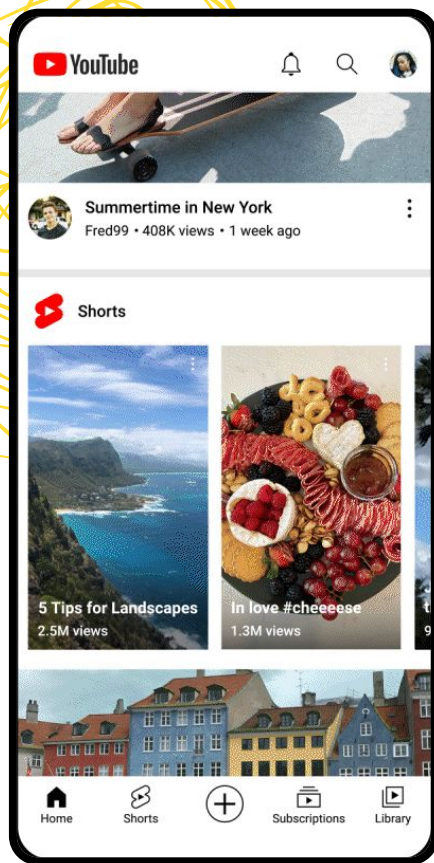 YouTube
Summertime in New York
Fred99 • 408K views • 1 week ago
Shorts
5 Tips for Landscapes
2.5M views
In love #cheeeese
1.3M views
Home
Shorts
Subscriptions
Library